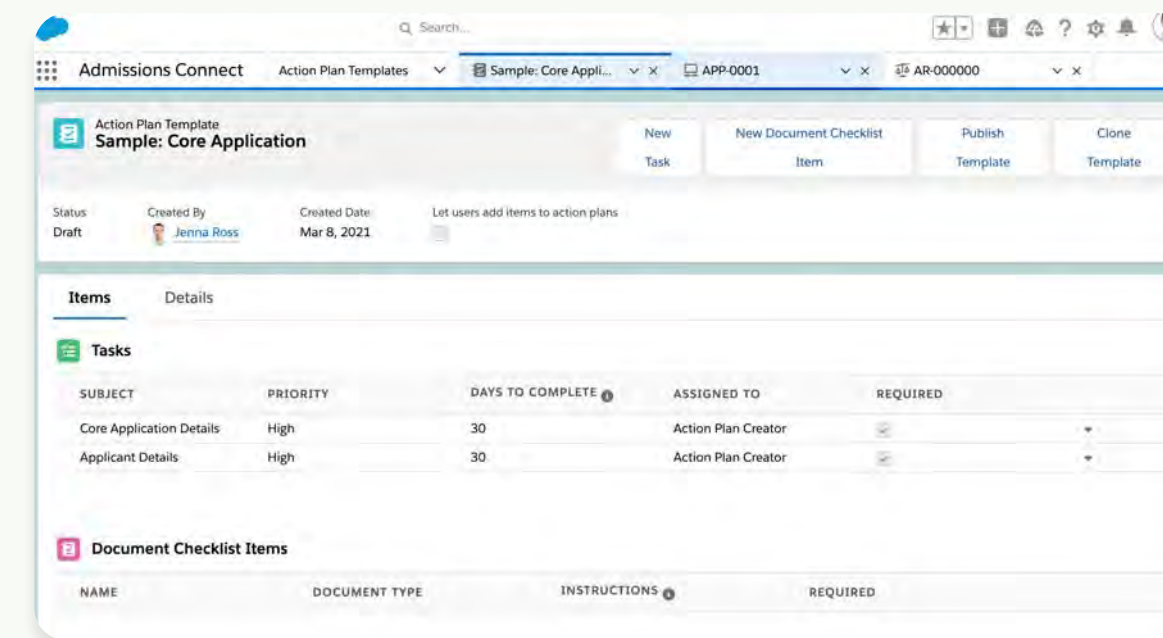 Search...
Admissions Connect Action Plan Templates Sample: Core Appli... APP-0001 AR-000000
Action Plan Template
Sample: Core Application
New Task
New Document Checklist Item
Publish Template
Clone Template
Status Created By Created Date Let users add items to action plans
Draft Jenna Ross Mar 8, 2021
Items Details
Tasks
SUBJECT PRIORITY DAYS TO COMPLETE ASSIGNED TO REQUIRED
Core Application Details High 30 Action Plan Creator
Applicant Details High 30 Action Plan Creator
Document Checklist Items
NAME DOCUMENT TYPE INSTRUCTIONS REQUIRED